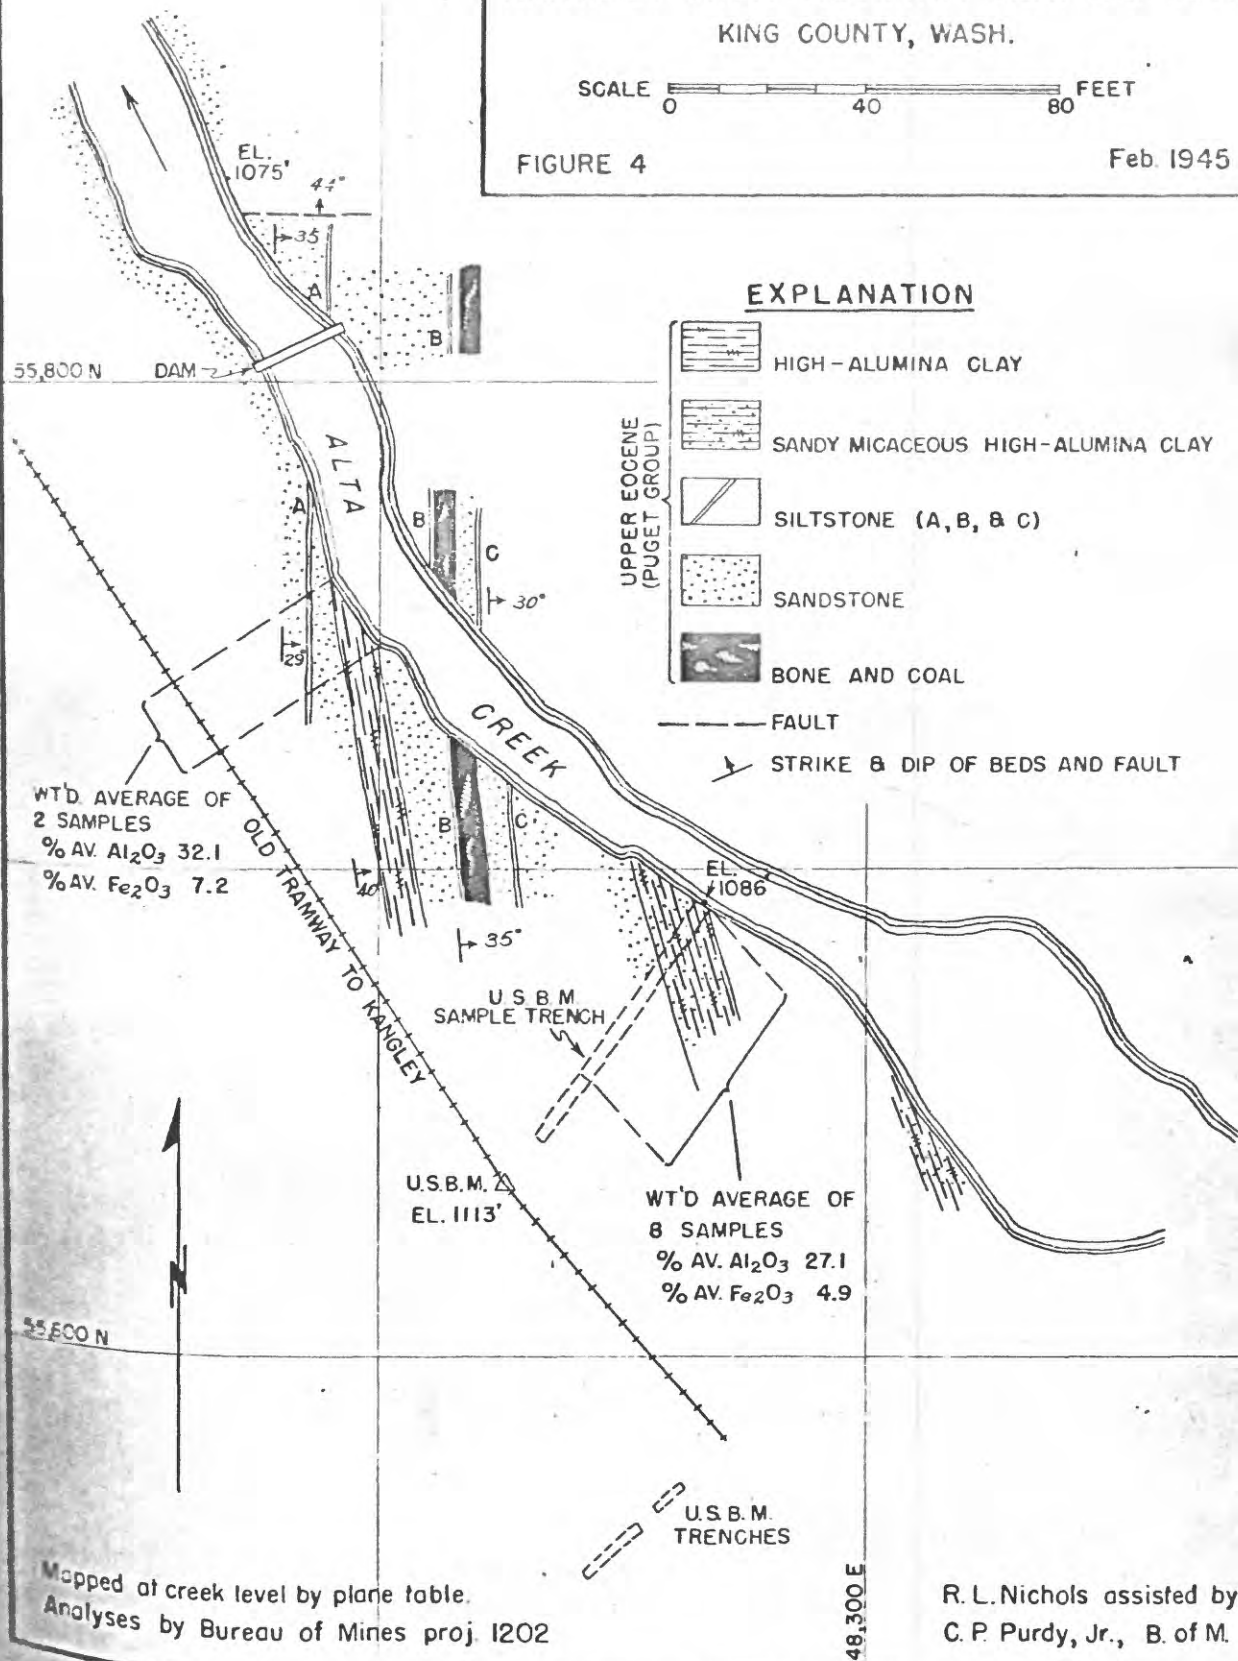 KING COUNTY, WASH.
SCALE 0 40 80 FEET
FIGURE 4 Feb. 1945
EL. 1075'
44°
35
A
B
EXPLANATION
HIGH-ALUMINA CLAY
SANDY MICACEOUS HIGH-ALUMINA CLAY
SILTSTONE (A, B, & C)
SANDSTONE
BONE AND COAL
UPPER EOCENE
(PUGET GROUP)
FAULT
STRIKE & DIP OF BEDS AND FAULT
55,800 N
DAM
ALTA
CREEK
A
B
C
30°
29
WT'D. AVERAGE OF
2 SAMPLES
% AV. Al₂O₃ 32.1
% AV. Fe₂O₃ 7.2
OLD TRAMWAY TO KANGLEY
B
C
40
35°
EL.
1086
U.S.B.M.
SAMPLE TRENCH
U.S.B.M.
EL. 1113'
WT'D AVERAGE OF
8 SAMPLES
% AV. Al₂O₃ 27.1
% AV. Fe₂O₃ 4.9
N
55,600 N
U.S.B.M.
TRENCHES
48,300 E
Mapped at creek level by plane table.
Analyses by Bureau of Mines proj. 1202
R. L. Nichols assisted by
C. P. Purdy, Jr., B. of M.